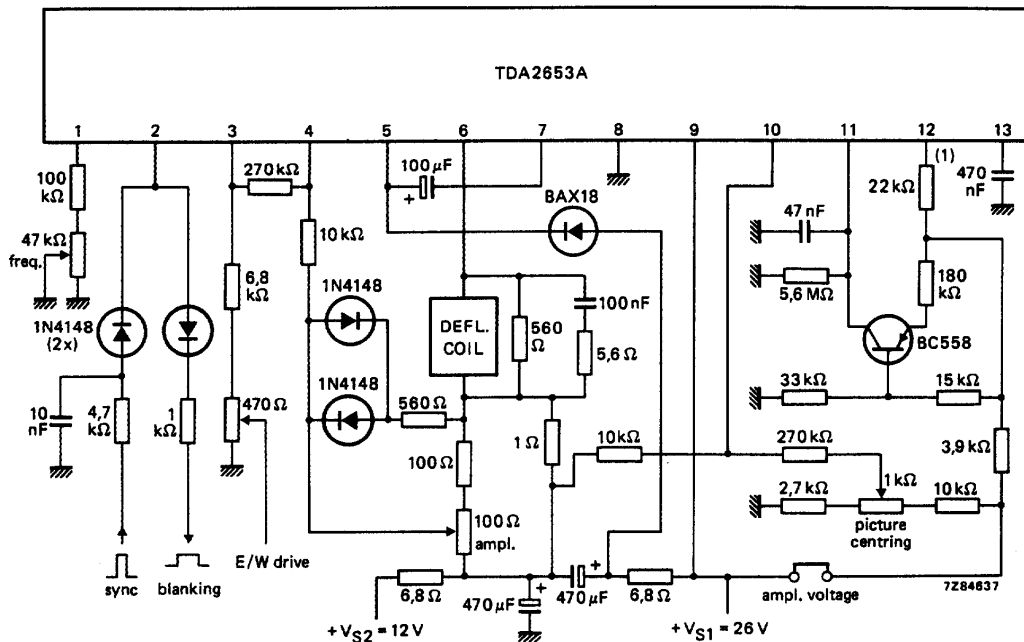 TDA2653A
1 2 3 4 5 6 7 8 9 10 11 12 13
(1)
100 kΩ
270 kΩ
100 µF
+
22 kΩ
470 nF
BAX18
47 nF
10 kΩ
47 kΩ
freq.
6,8 kΩ
1N4148
100 nF
5,6 MΩ
180 kΩ
1N4148 (2x)
DEFL. COIL
560 Ω
5,6 Ω
BC558
1N4148
10 nF
4,7 kΩ
1 kΩ
470 Ω
560 Ω
33 kΩ
15 kΩ
1 Ω
10 kΩ
100 Ω
270 kΩ
3,9 kΩ
1 kΩ
2,7 kΩ
10 kΩ
picture centring
100 Ω
ampl.
sync
blanking
E/W drive
+
+
6,8 Ω
470 µF
470 µF
6,8 Ω
ampl. voltage
7Z84637
+ VS2 = 12 V
+ VS1 = 26 V